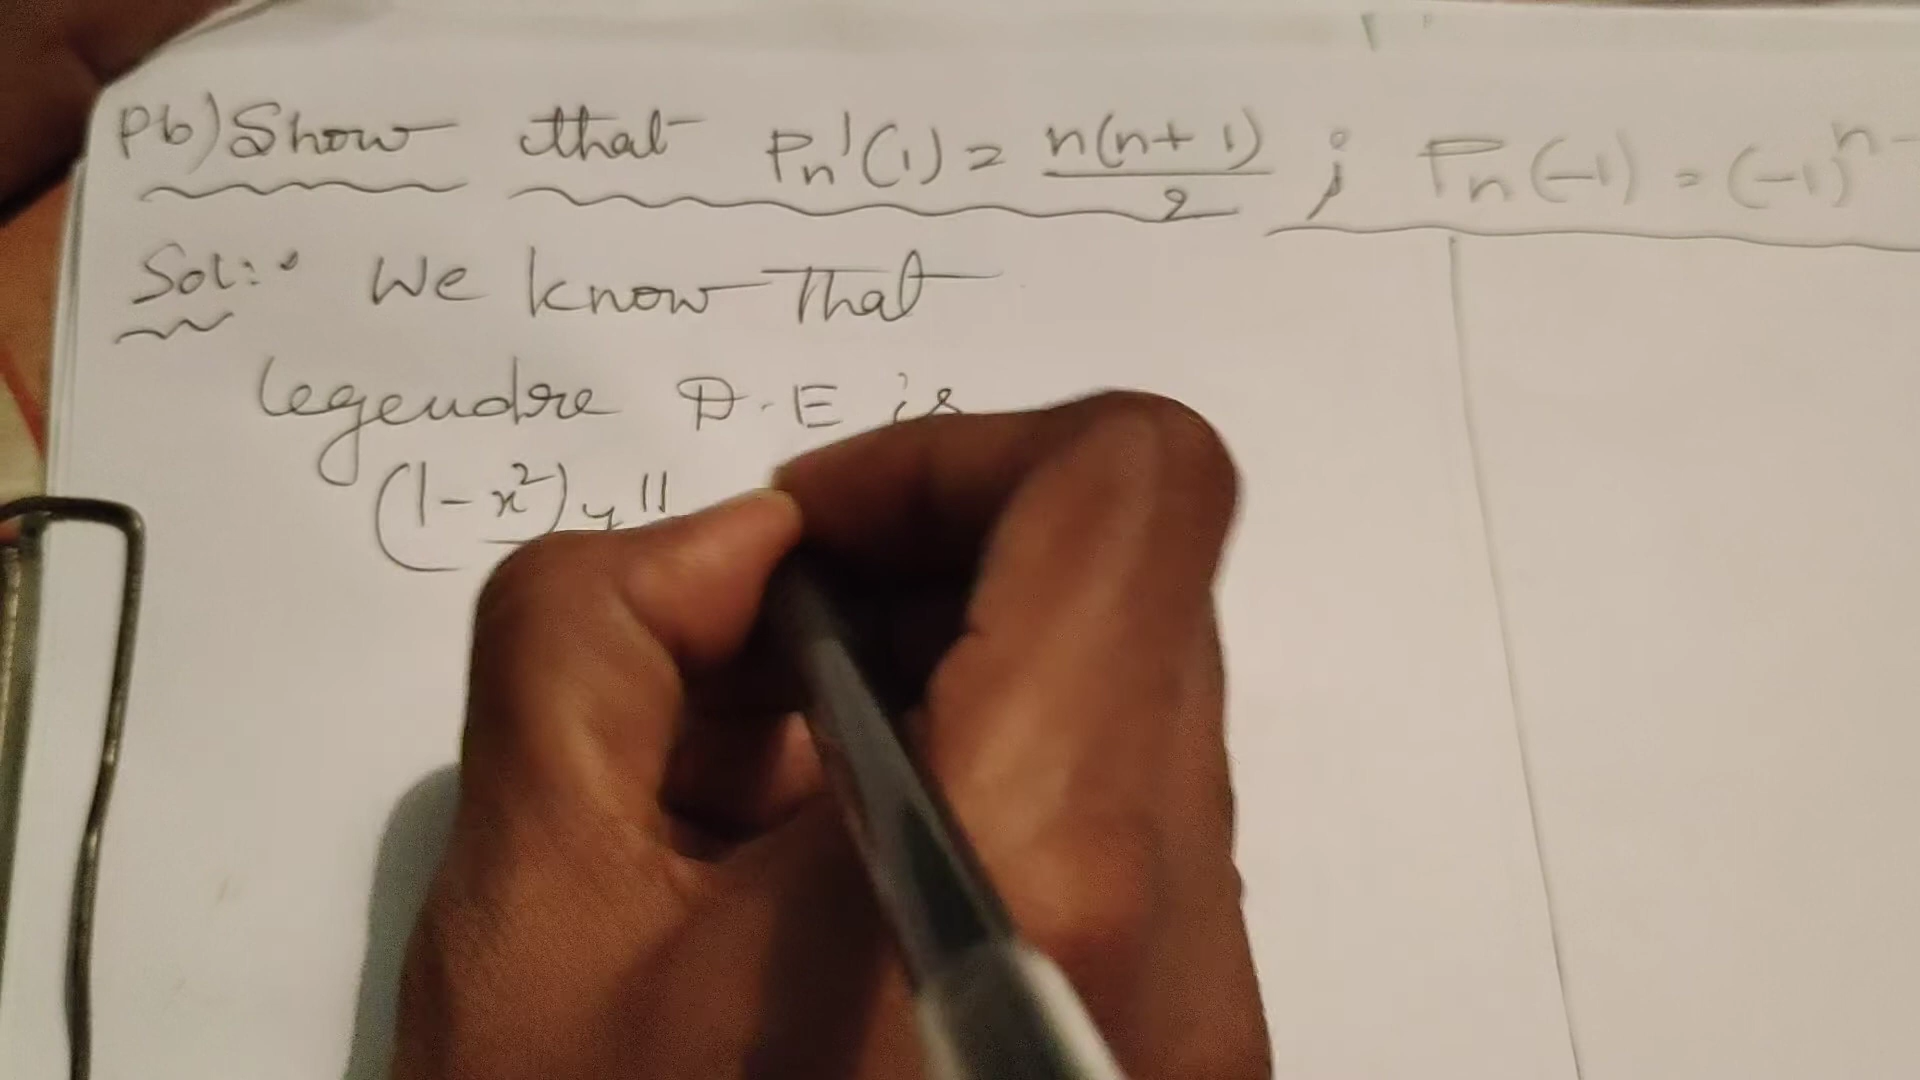 Pb) Show that Pn'(1) = n(n+1)/2 ; Pn(-1) = (-1)^n-
Sol:- We know that
legendre D.E is
(1-x²)y''